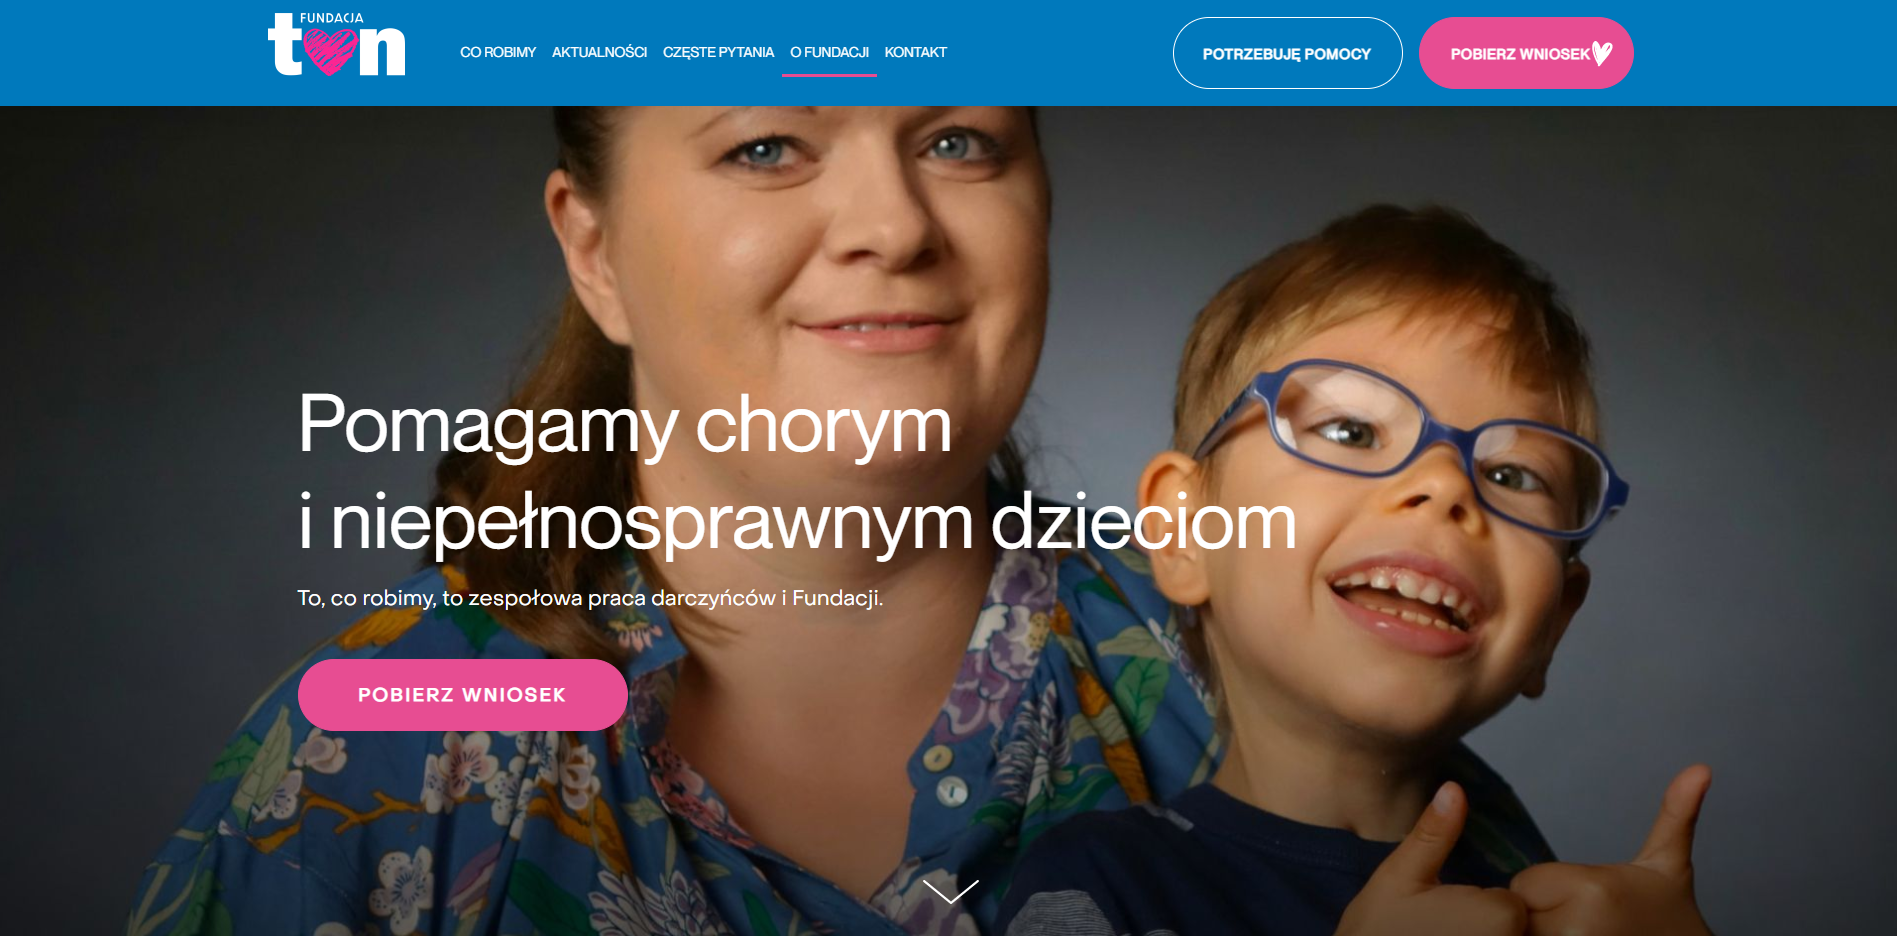 FUNDACJA
tvn
CO ROBIMY AKTUALNOŚCI CZĘSTE PYTANIA O FUNDACJI KONTAKT
POTRZEBUJĘ POMOCY
POBIERZ WNIOSEK
Pomagamy chorym
i niepełnosprawnym dzieciom
To, co robimy, to zespołowa praca darczyńców i Fundacji.
POBIERZ WNIOSEK